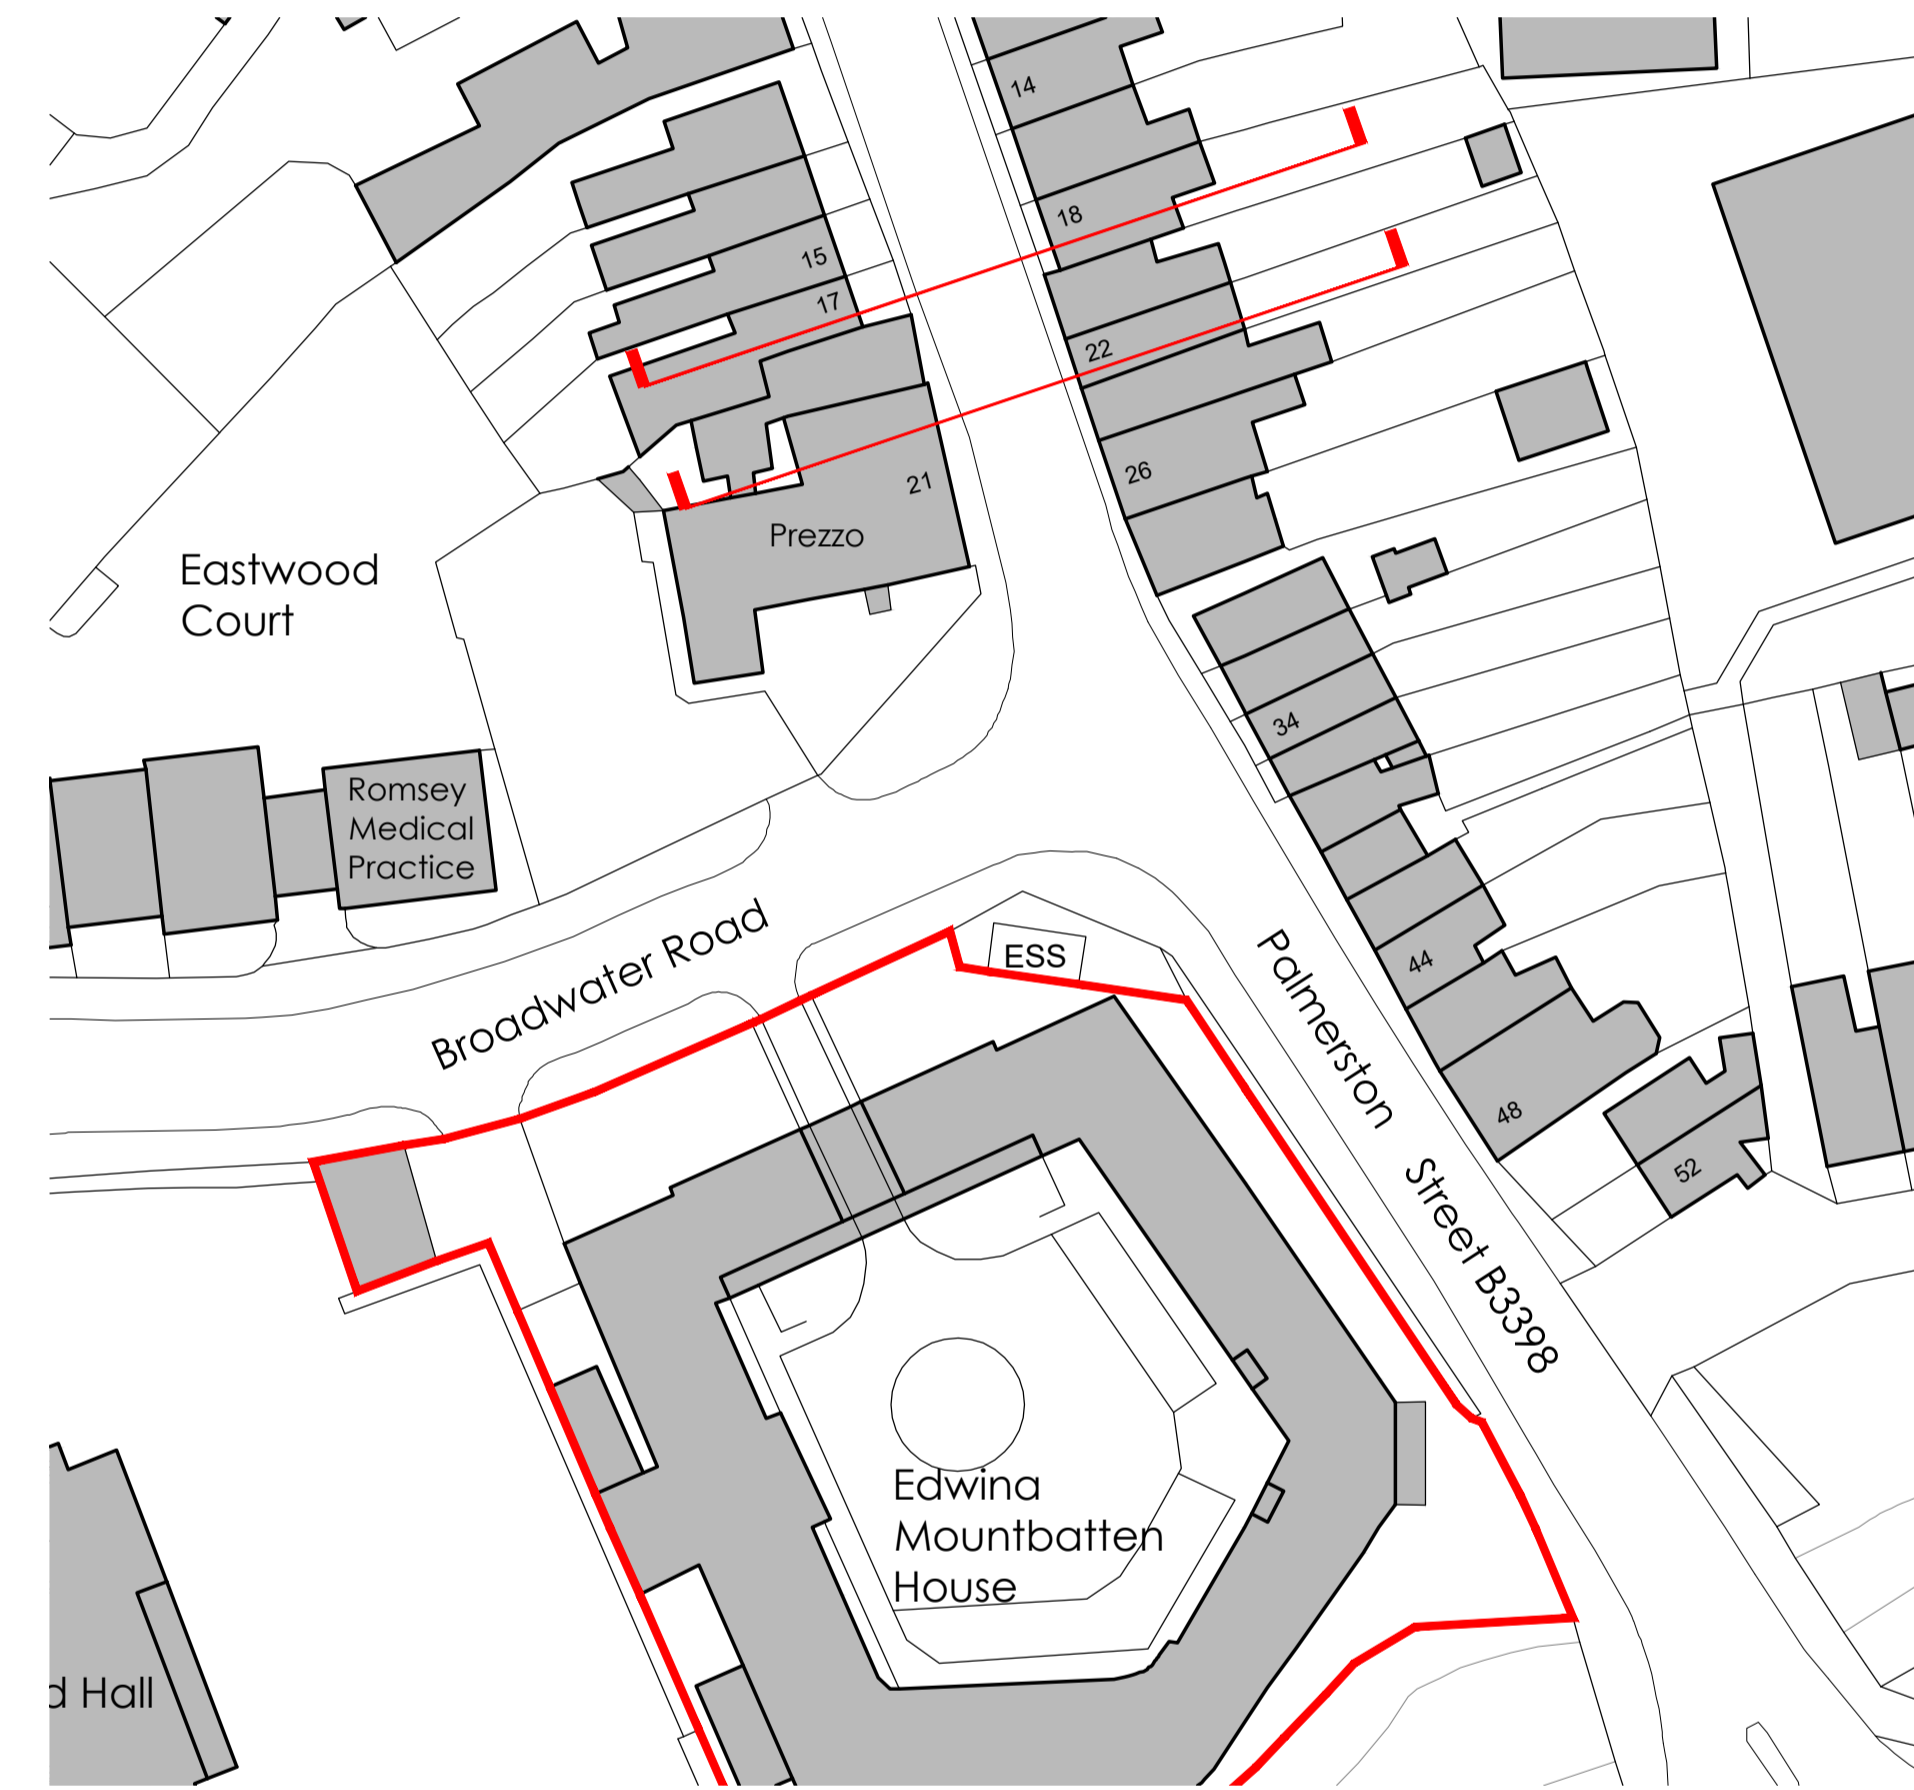 14
18
15
17
22
26
21
Prezzo
Eastwood
Court
34
Romsey
Medical
Practice
Broadwater Road
ESS
44
Palmerston Street B3398
48
52
Edwina
Mountbatten
House
d Hall